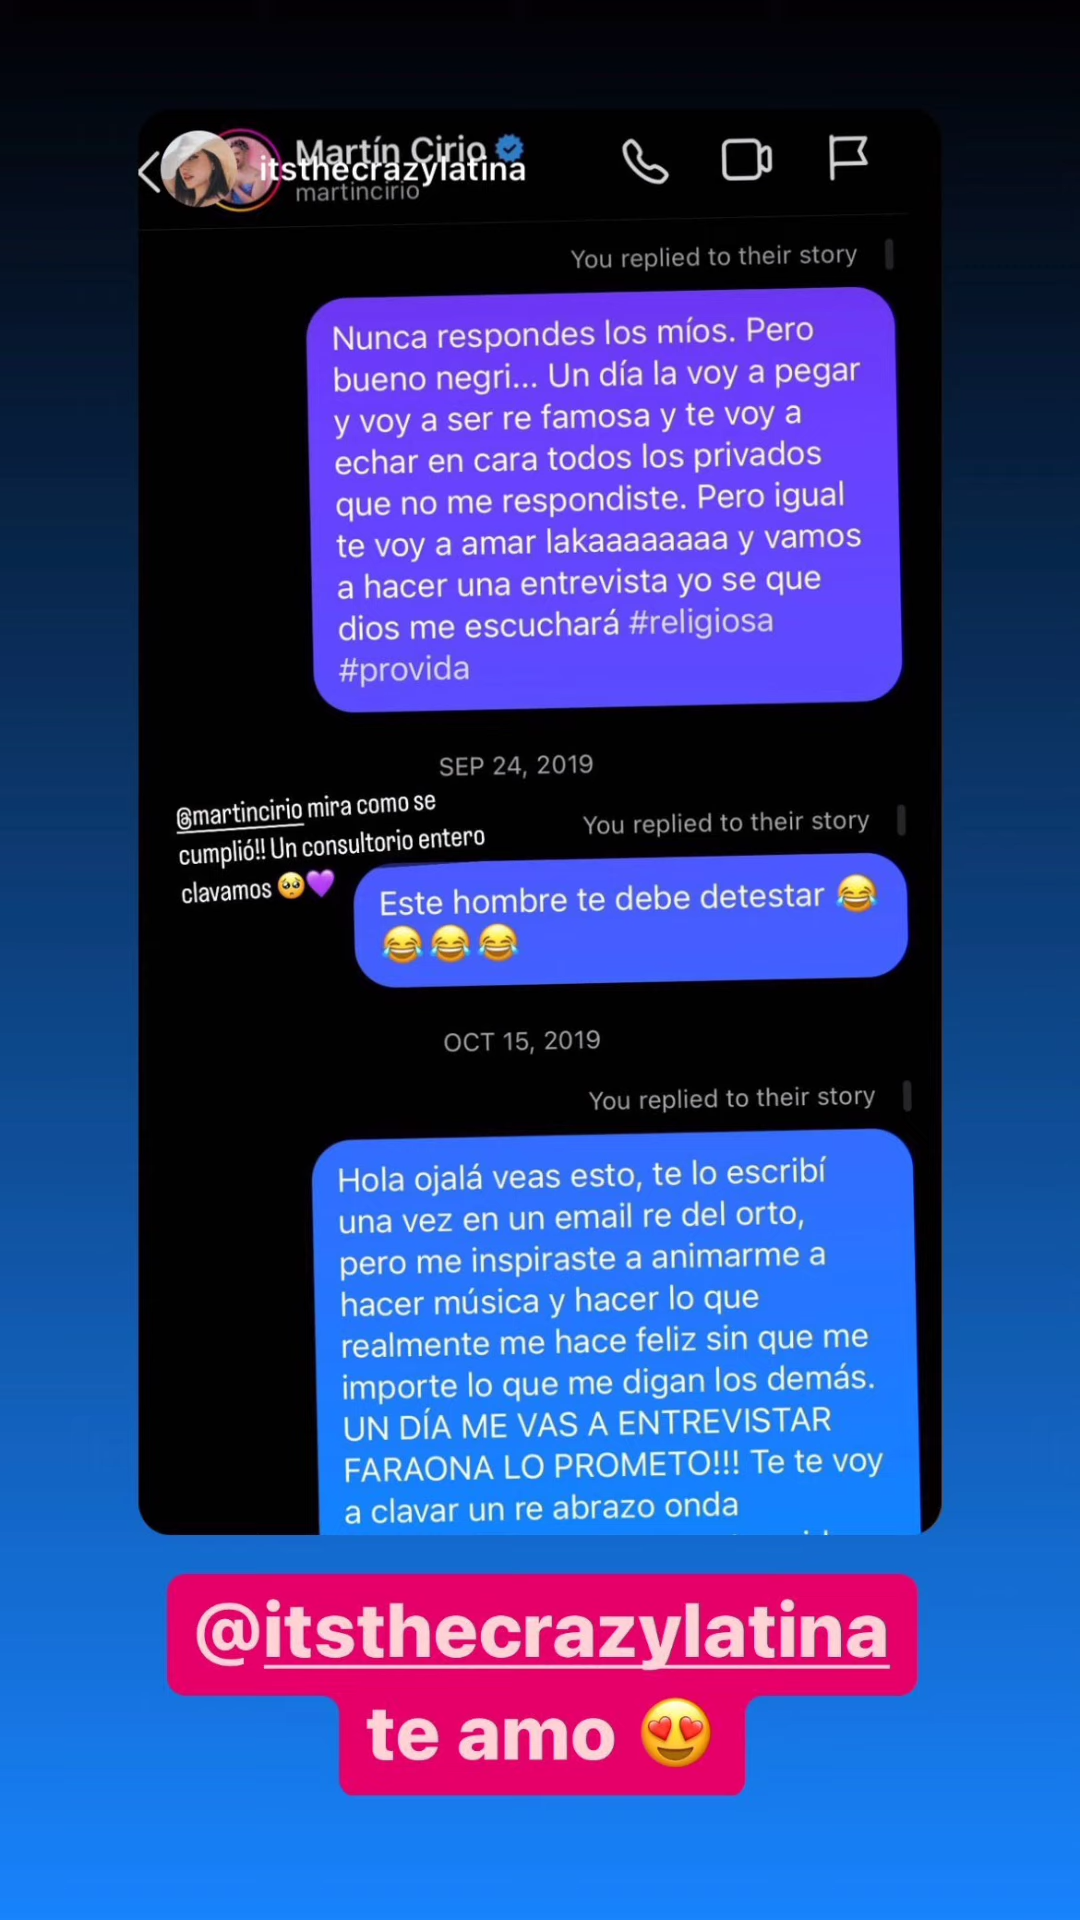 Martín Cirio
itsthecrazylatina
martincirio
You replied to their story
Nunca respondes los míos. Pero
bueno negri... Un día la voy a pegar
y voy a ser re famosa y te voy a
echar en cara todos los privados
que no me respondiste. Pero igual
te voy a amar lakaaaaaaaa y vamos
a hacer una entrevista yo se que
dios me escuchará #religiosa
#provida
SEP 24, 2019
@martincirio mira como se
cumplió!! Un consultorio entero
clavamos 🥺💜
You replied to their story
Este hombre te debe detestar 😂
😂😂😂
OCT 15, 2019
You replied to their story
Hola ojalá veas esto, te lo escribí
una vez en un email re del orto,
pero me inspiraste a animarme a
hacer música y hacer lo que
realmente me hace feliz sin que me
importe lo que me digan los demás.
UN DÍA ME VAS A ENTREVISTAR
FARAONA LO PROMETO!!! Te te voy
a clavar un re abrazo onda
@itsthecrazylatina
te amo 😍